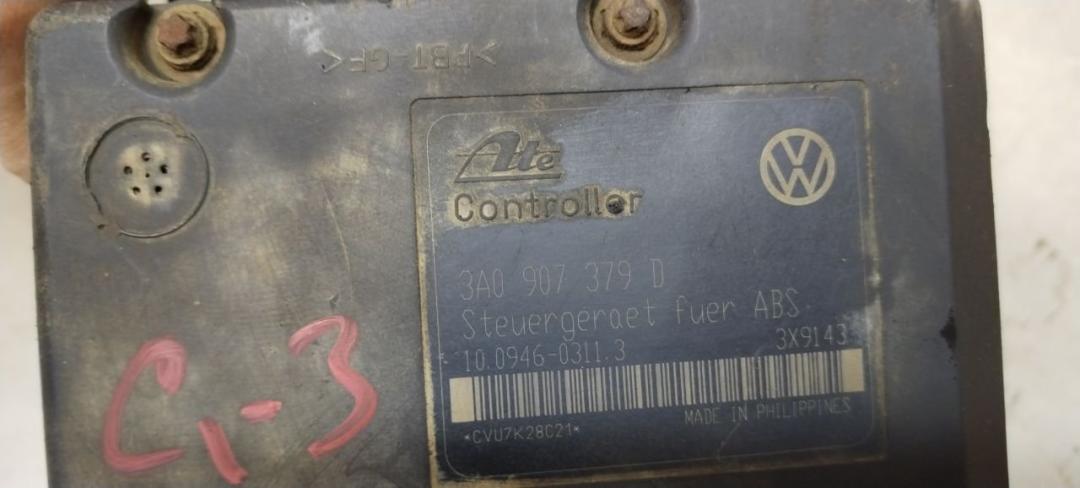 >PBT-GF<
Ate
Controller
3A0 907 379 D
Steuergeraet fuer ABS
10.0946-0311.3
3X9143
*CVU7K28C21*
MADE IN PHILIPPINES
C,-3